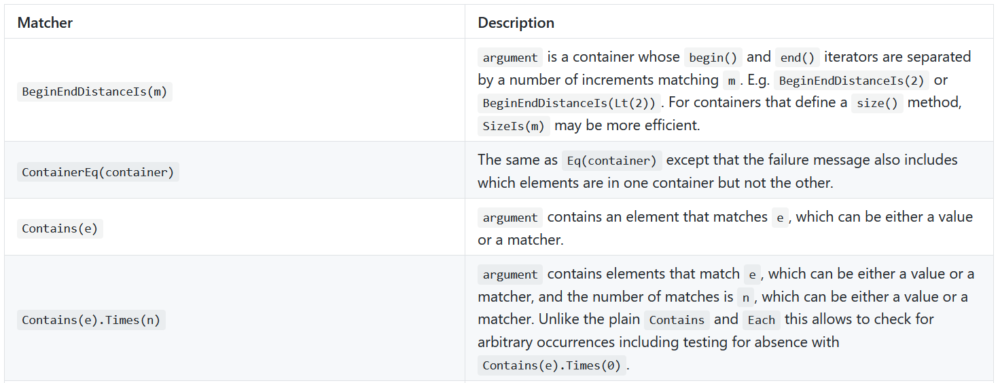 Matcher Description
BeginEndDistanceIs(m)
argument is a container whose begin() and end() iterators are separated
by a number of increments matching m. E.g. BeginEndDistanceIs(2) or
BeginEndDistanceIs(Lt(2)). For containers that define a size() method,
SizeIs(m) may be more efficient.
ContainerEq(container)
The same as Eq(container) except that the failure message also includes
which elements are in one container but not the other.
Contains(e)
argument contains an element that matches e, which can be either a value
or a matcher.
Contains(e).Times(n)
argument contains elements that match e, which can be either a value or a
matcher, and the number of matches is n, which can be either a value or a
matcher. Unlike the plain Contains and Each this allows to check for
arbitrary occurrences including testing for absence with
Contains(e).Times(0).